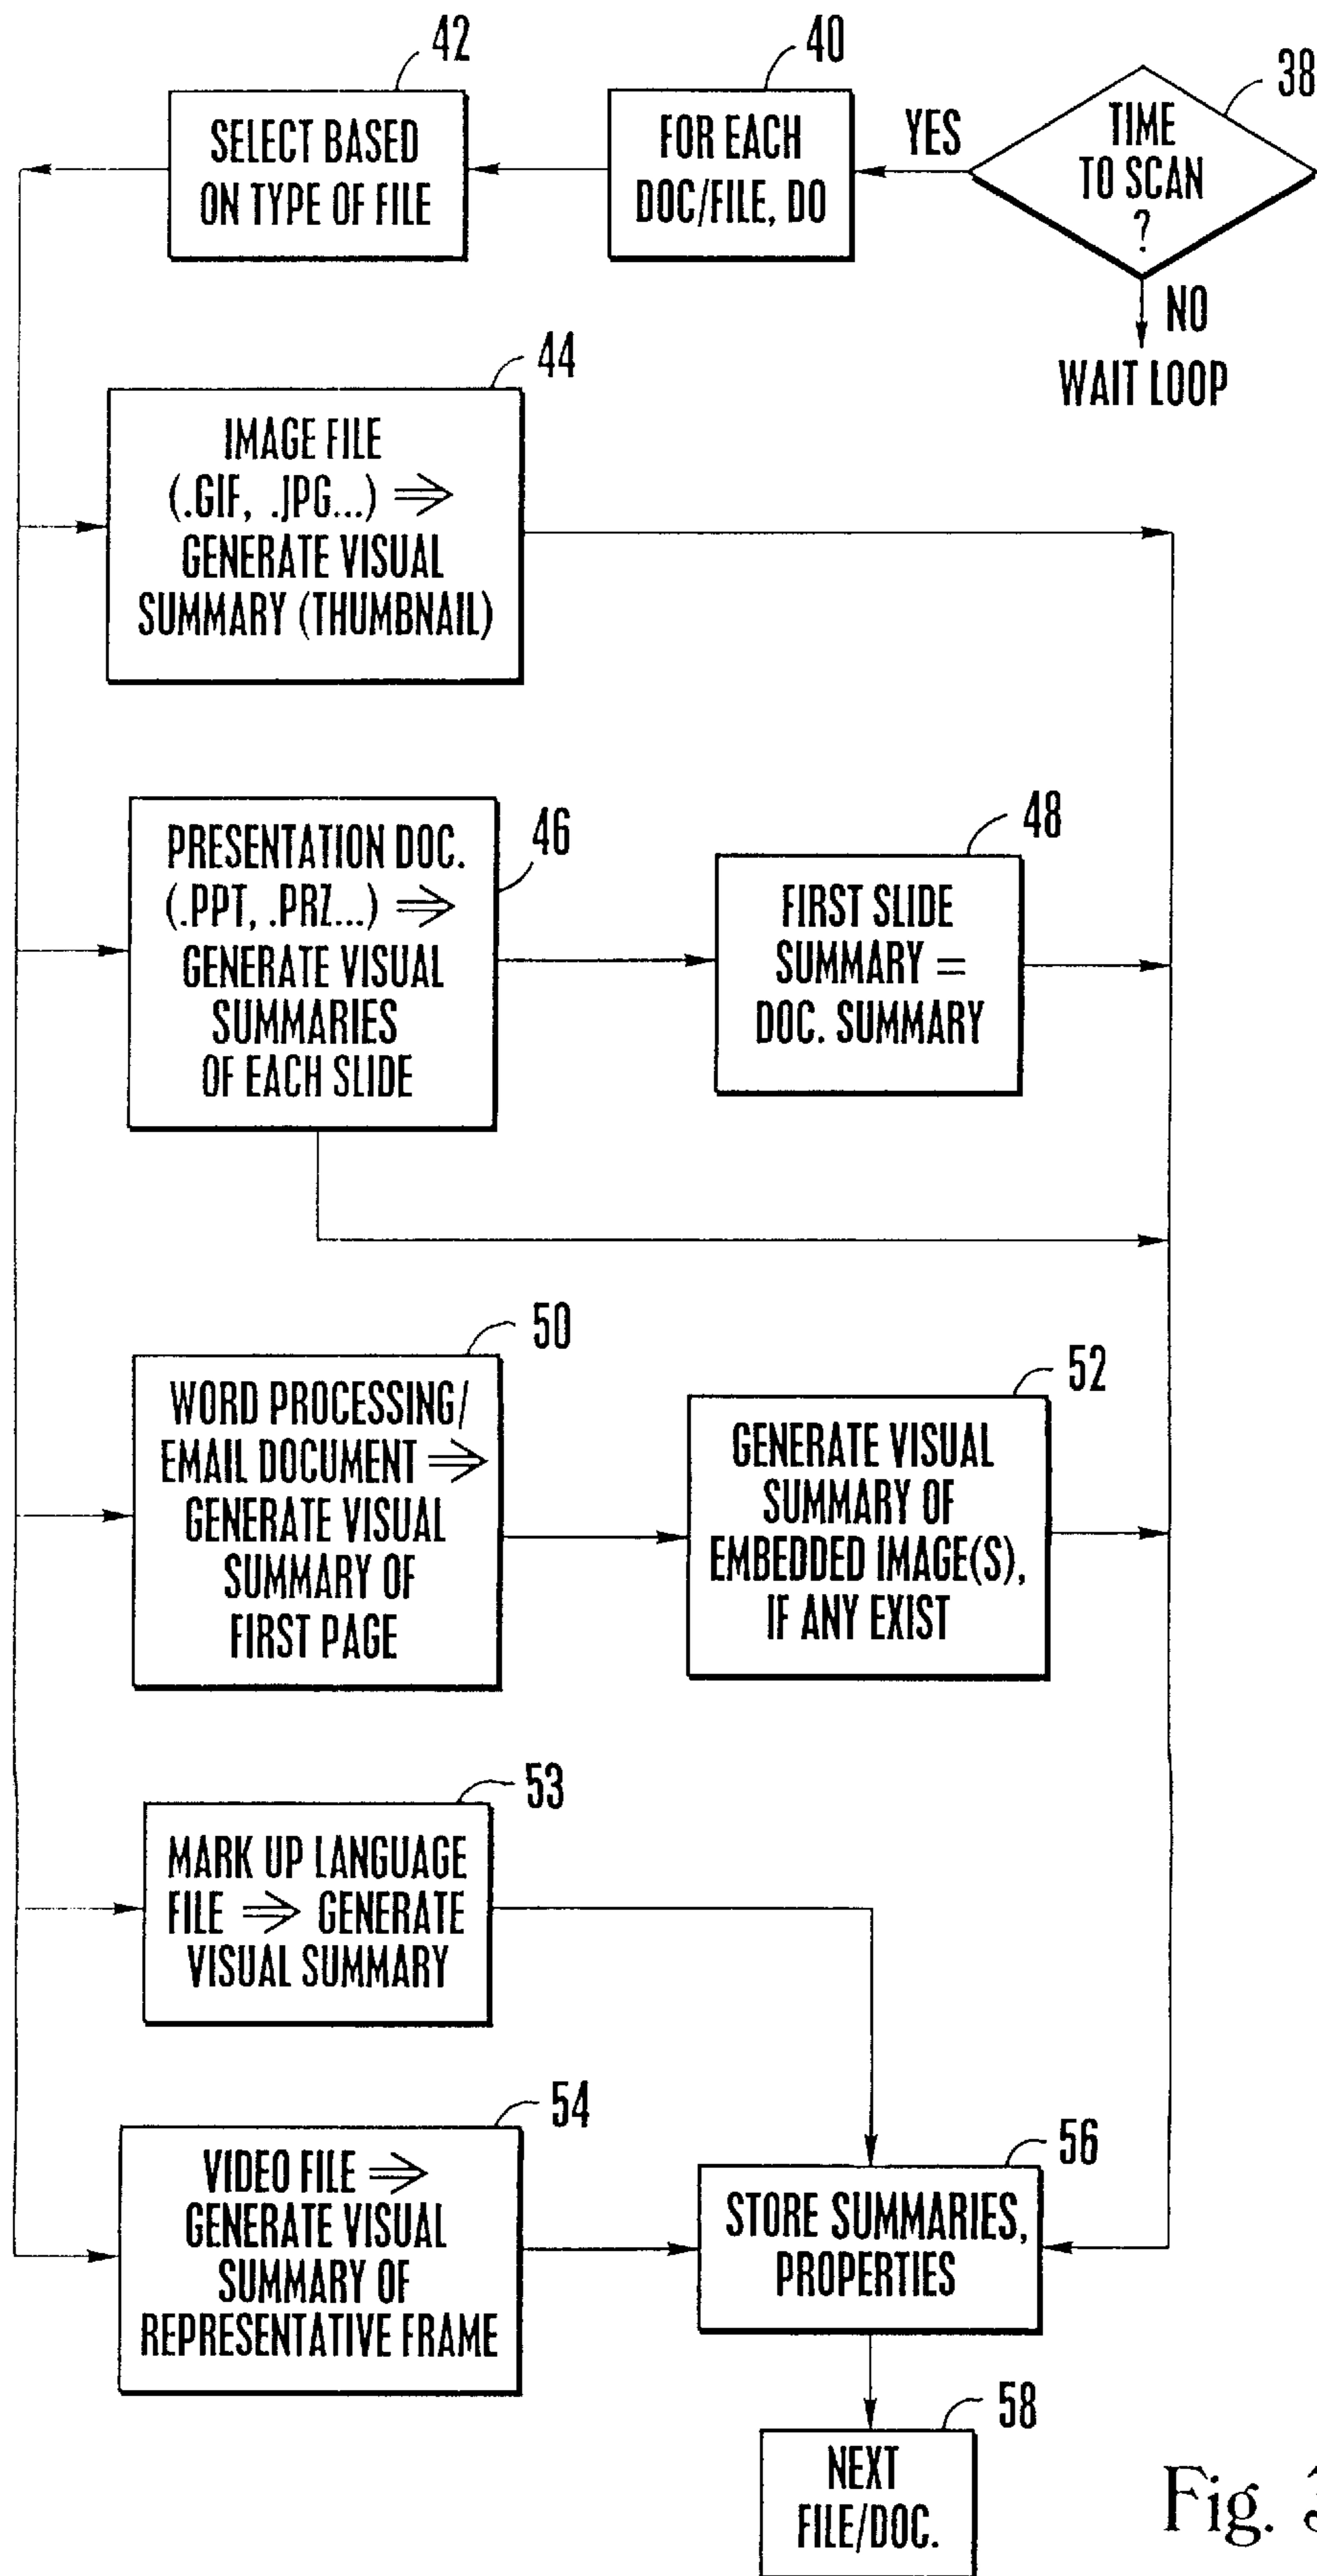 42
SELECT BASED
ON TYPE OF FILE
40
FOR EACH
DOC/FILE, DO
YES
38
TIME
TO SCAN
?
NO
WAIT LOOP
44
IMAGE FILE
(.GIF, .JPG...) ⇒
GENERATE VISUAL
SUMMARY (THUMBNAIL)
46
PRESENTATION DOC.
(.PPT, .PRZ...) ⇒
GENERATE VISUAL
SUMMARIES
OF EACH SLIDE
48
FIRST SLIDE
SUMMARY =
DOC. SUMMARY
50
WORD PROCESSING/
EMAIL DOCUMENT ⇒
GENERATE VISUAL
SUMMARY OF
FIRST PAGE
52
GENERATE VISUAL
SUMMARY OF
EMBEDDED IMAGE(S),
IF ANY EXIST
53
MARK UP LANGUAGE
FILE ⇒ GENERATE
VISUAL SUMMARY
54
VIDEO FILE ⇒
GENERATE VISUAL
SUMMARY OF
REPRESENTATIVE FRAME
56
STORE SUMMARIES,
PROPERTIES
58
NEXT
FILE/DOC.
Fig. 3